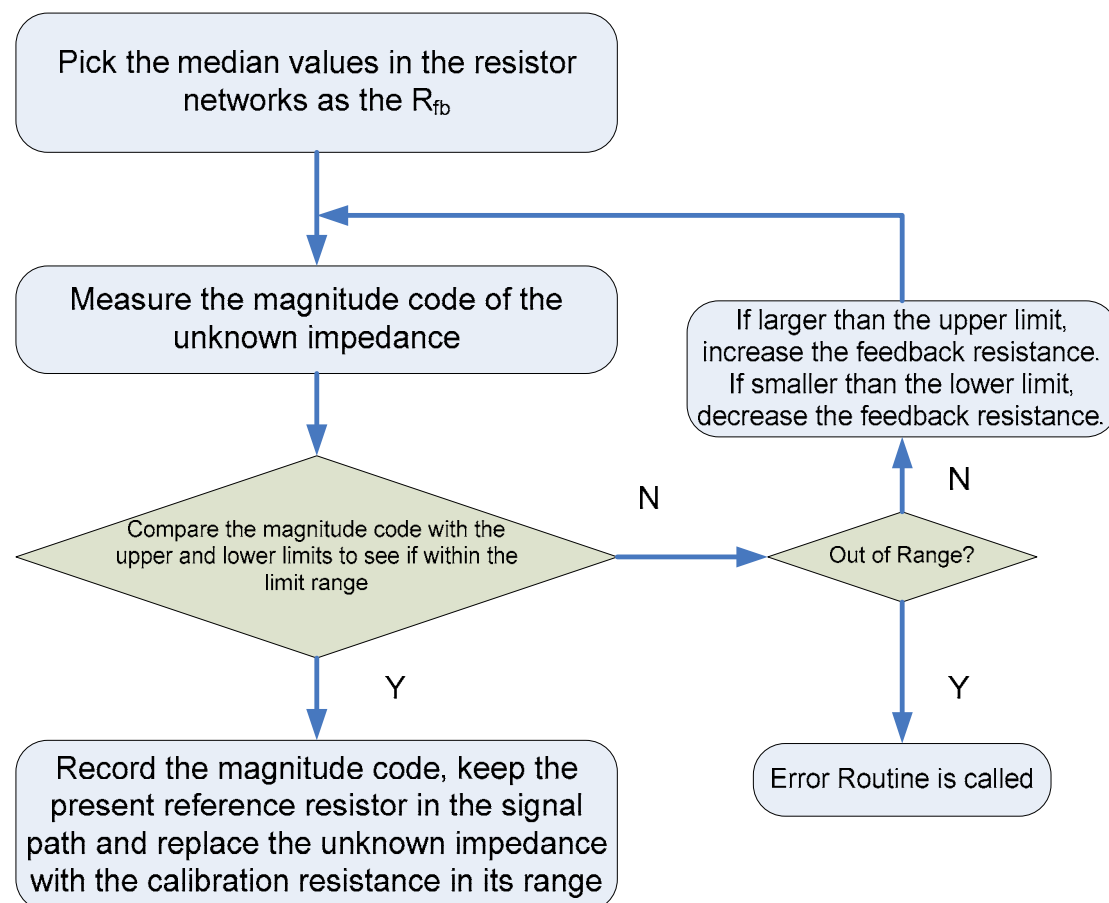 Pick the median values in the resistor
networks as the Rfb
Measure the magnitude code of the
unknown impedance
If larger than the upper limit,
increase the feedback resistance.
If smaller than the lower limit,
decrease the feedback resistance.
N
N
Compare the magnitude code with the
upper and lower limits to see if within the
limit range
Out of Range?
Y
Y
Record the magnitude code, keep the
present reference resistor in the signal
path and replace the unknown impedance
with the calibration resistance in its range
Error Routine is called